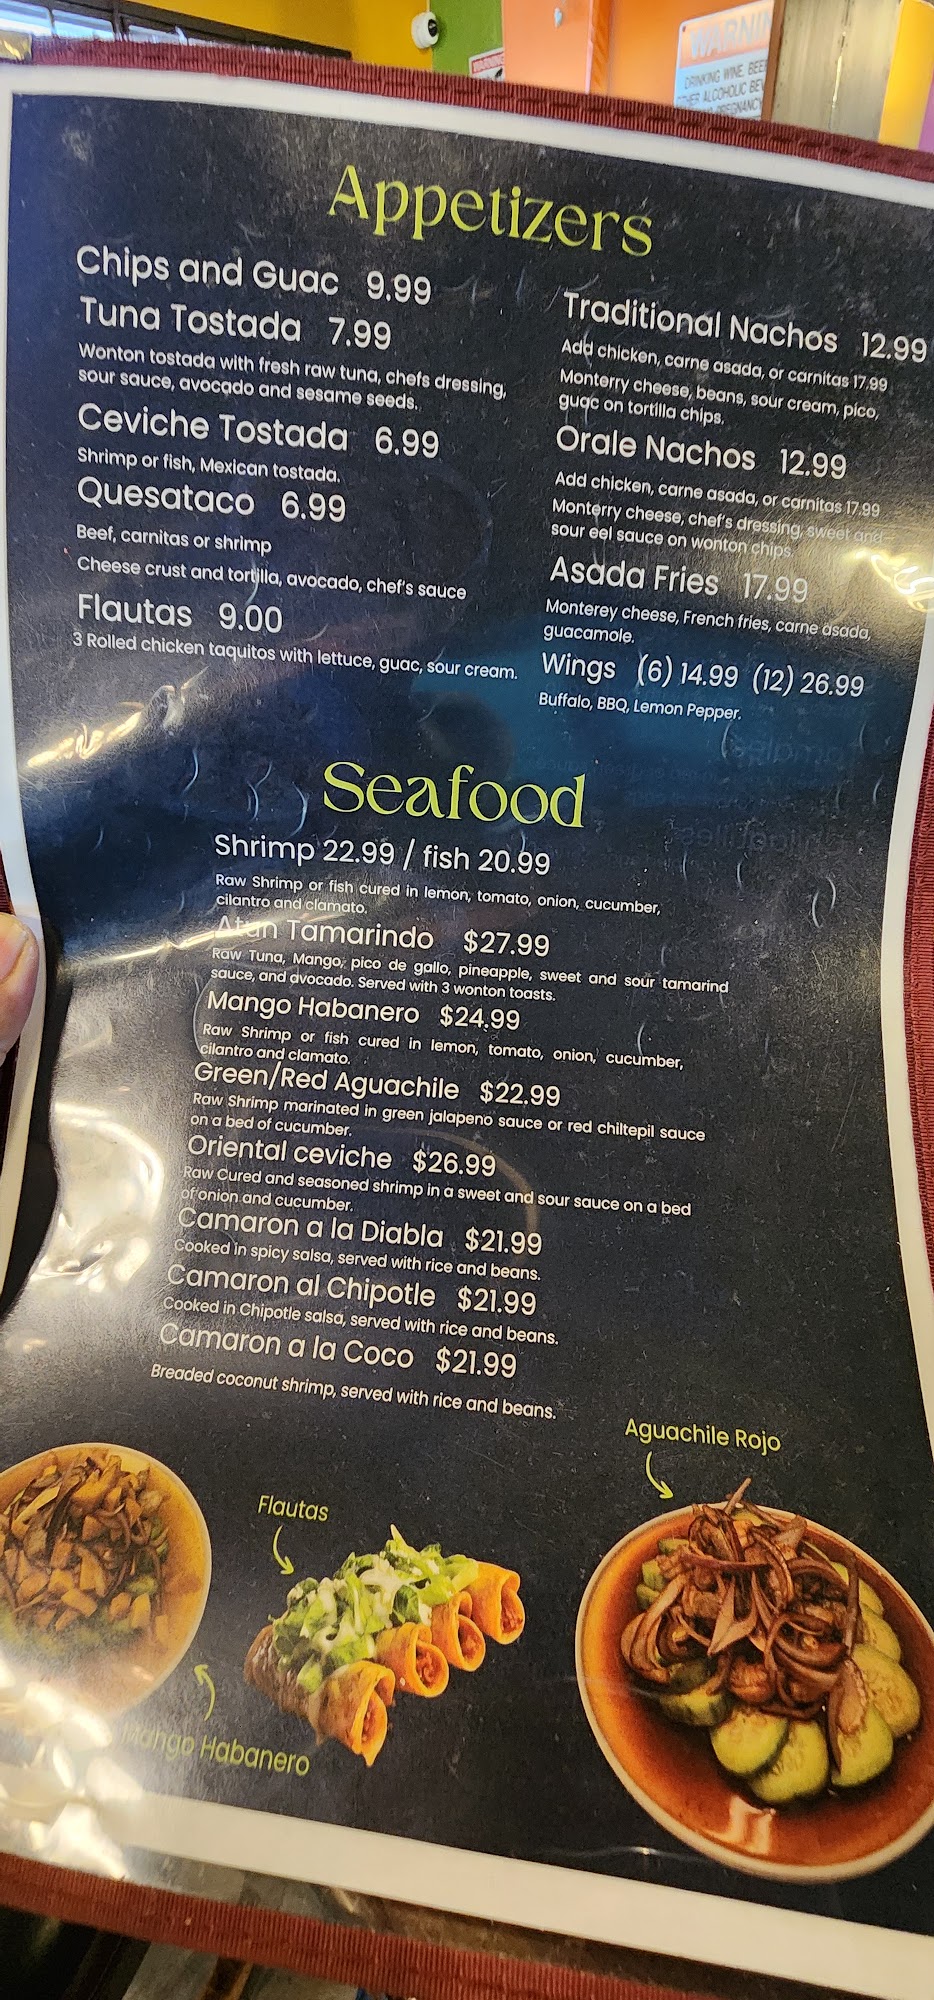 WARNIN
DRINKING WINE, BEE
ALCOHOLIC BEV
PREGNANCY
Appetizers
Chips and Guac 9.99
Tuna Tostada 7.99
Wonton tostada with fresh raw tuna, chefs dressing,
sour sauce, avocado and sesame seeds.
Ceviche Tostada 6.99
Shrimp or fish, Mexican tostada.
Quesataco 6.99
Beef, carnitas or shrimp
Cheese crust and tortilla, avocado, chef's sauce
Flautas 9.00
3 Rolled chicken taquitos with lettuce, guac, sour cream.
Traditional Nachos 12.99
Add chicken, carne asada, or carnitas 17.99
Monterry cheese, beans, sour cream, pico,
guac on tortilla chips.
Orale Nachos 12.99
Add chicken, carne asada, or carnitas 17.99
Monterry cheese, chef's dressing, sweet and
sour eel sauce on wonton chips.
Asada Fries 17.99
Monterey cheese, French fries, carne asada,
guacamole.
Wings (6) 14.99 (12) 26.99
Buffalo, BBQ, Lemon Pepper.
Seafood
Shrimp 22.99 / fish 20.99
Raw Shrimp or fish cured in lemon, tomato, onion, cucumber,
cilantro and clamato.
Atun Tamarindo $27.99
Raw Tuna, Mango, pico de gallo, pineapple, sweet and sour tamarind
sauce, and avocado. Served with 3 wonton toasts.
Mango Habanero $24.99
Raw Shrimp or fish cured in lemon, tomato, onion, cucumber,
cilantro and clamato.
Green/Red Aguachile $22.99
Raw Shrimp marinated in green jalapeno sauce or red chiltepil sauce
on a bed of cucumber.
Oriental ceviche $26.99
Raw Cured and seasoned shrimp in a sweet and sour sauce on a bed
of onion and cucumber.
Camaron a la Diabla $21.99
Cooked in spicy salsa, served with rice and beans.
Camaron al Chipotle $21.99
Cooked in Chipotle salsa, served with rice and beans.
Camaron a la Coco $21.99
Breaded coconut shrimp, served with rice and beans.
Aguachile Rojo
Flautas
Mango Habanero